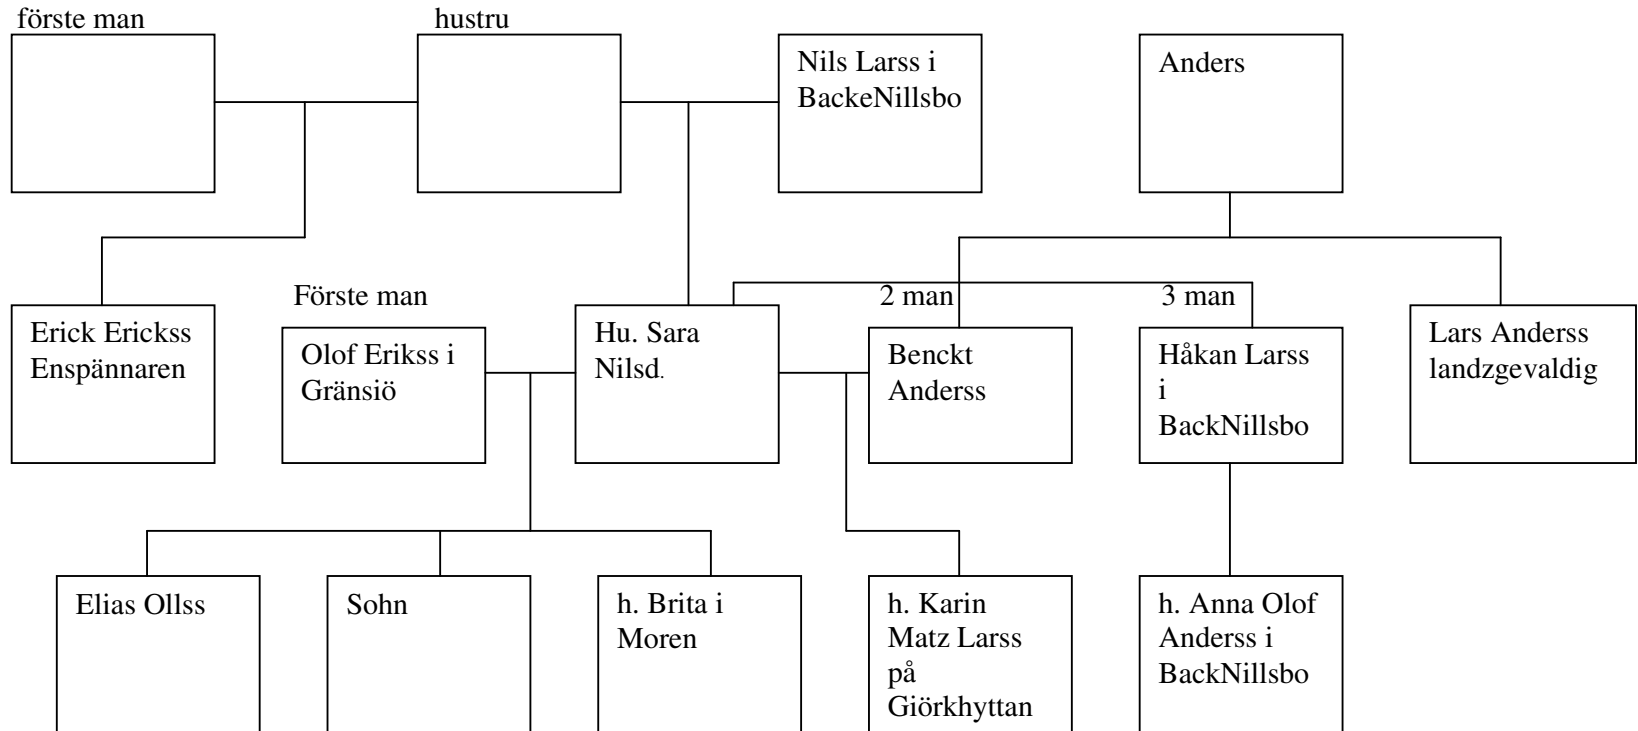 förste man
hustru
Nils Larss i
BackeNillsbo
Anders
Förste man
2 man
3 man
Erick Erickss
Enspännaren
Olof Erikss i
Gränsiö
Hu. Sara
Nilsd.
Benckt
Anderss
Håkan Larss
i
BackNillsbo
Lars Anderss
landzgevaldig
Elias Ollss
Sohn
h. Brita i
Moren
h. Karin
Matz Larss
på
Giörkhyttan
h. Anna Olof
Anderss i
BackNillsbo